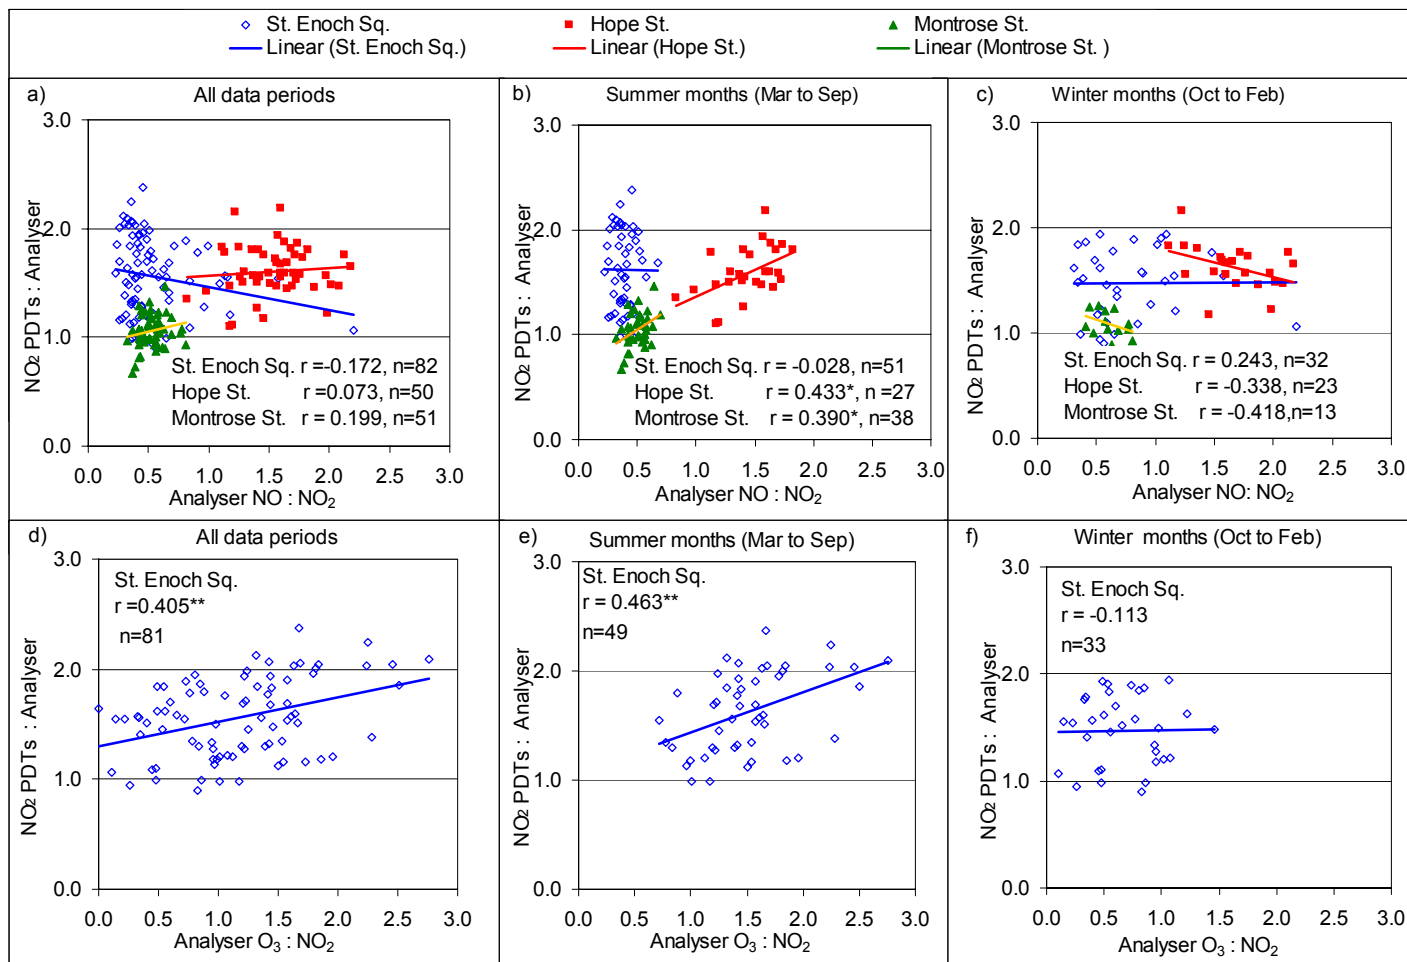 St. Enoch Sq. Hope St. Montrose St.
Linear (St. Enoch Sq.) Linear (Hope St.) Linear (Montrose St. )
a) All data periods
NO₂ PDTs : Analyser
3.0
2.0
1.0
0.0
St. Enoch Sq. r =-0.172, n=82
Hope St. r =0.073, n=50
Montrose St. r = 0.199, n=51
0.0 0.5 1.0 1.5 2.0 2.5 3.0
Analyser NO : NO₂
b) Summer months (Mar to Sep)
NO₂ PDTs : Analyser
3.0
2.0
1.0
0.0
St. Enoch Sq. r = -0.028, n=51
Hope St. r = 0.433*, n=27
Montrose St. r = 0.390*, n=38
0.0 0.5 1.0 1.5 2.0 2.5 3.0
Analyser NO : NO₂
c) Winter months (Oct to Feb)
NO₂ PDTs : Analyser
3.0
2.0
1.0
0.0
St. Enoch Sq. r = 0.243, n=32
Hope St. r = -0.338, n=23
Montrose St. r = -0.418,n=13
0.0 0.5 1.0 1.5 2.0 2.5 3.0
Analyser NO: NO₂
d) All data periods
NO₂ PDTs : Analyser
3.0
2.0
1.0
0.0
St. Enoch Sq.
r =0.405**
n=81
0.0 0.5 1.0 1.5 2.0 2.5 3.0
Analyser O₃ : NO₂
e) Summer months (Mar to Sep)
NO₂ PDTs : Analyser
3.0
2.0
1.0
0.0
St. Enoch Sq.
r = 0.463**
n=49
0.0 0.5 1.0 1.5 2.0 2.5 3.0
Analyser O₃ : NO₂
f) Winter months (Oct to Feb)
NO₂ PDTs : Analyser
3.0
2.0
1.0
0.0
St. Enoch Sq.
r = -0.113
n=33
0.0 0.5 1.0 1.5 2.0 2.5 3.0
Analyser O₃ : NO₂